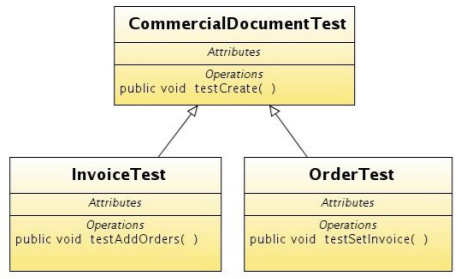 CommercialDocumentTest
Attributes
Operations
public void testCreate( )
InvoiceTest
Attributes
Operations
public void testAddOrders( )
OrderTest
Attributes
Operations
public void testSetInvoice( )